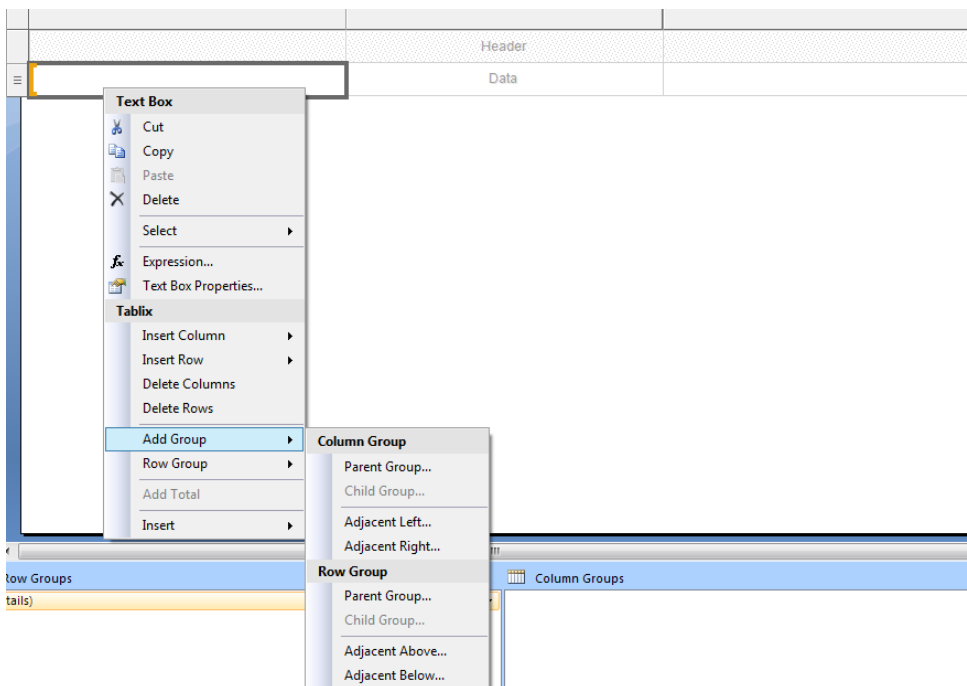 Header
Data
Text Box
Cut
Copy
Paste
Delete
Select
fx Expression...
Text Box Properties...
Tablix
Insert Column
Insert Row
Delete Columns
Delete Rows
Add Group
Row Group
Add Total
Insert
Column Group
Parent Group...
Child Group...
Adjacent Left...
Adjacent Right...
Row Group
Parent Group...
Child Group...
Adjacent Above...
Adjacent Below...
Row Groups
Column Groups
tails)